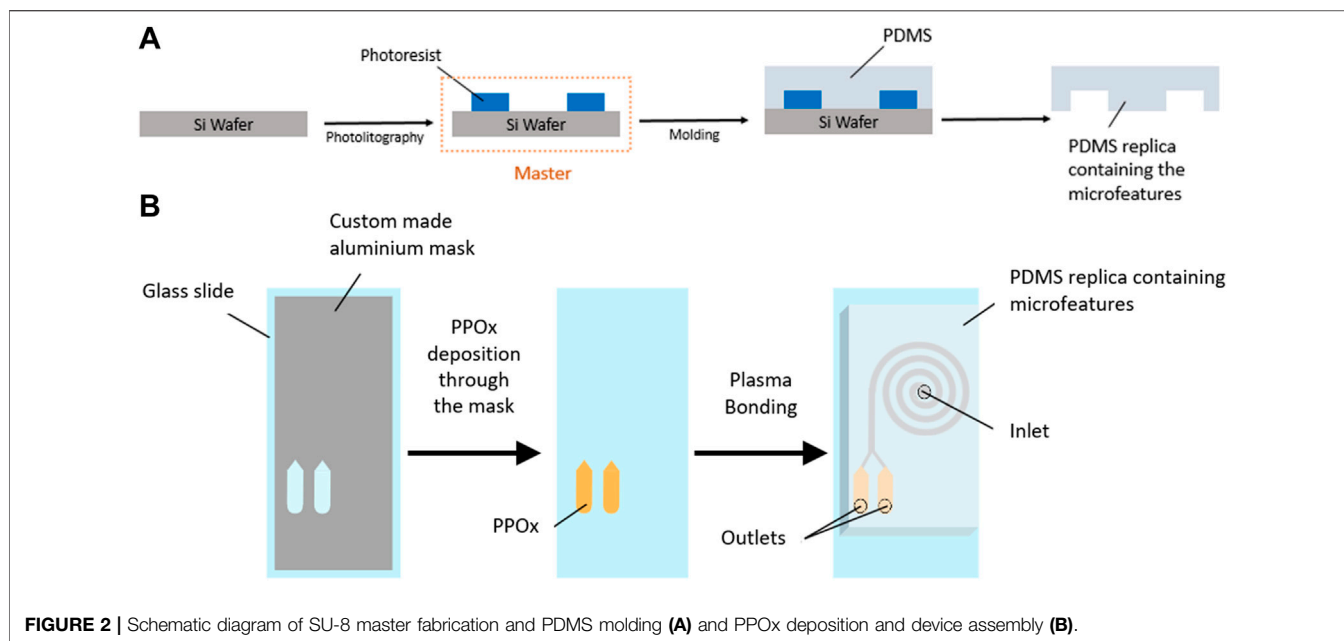 A
Photoresist
PDMS
Si Wafer
Photolitography
Si Wafer
Master
Molding
Si Wafer
PDMS replica
containing the
microfeatures
B
Custom made
aluminium mask
Glass slide
PPOx
deposition
through
the mask
PPOx
Plasma
Bonding
PDMS replica containing
microfeatures
Inlet
Outlets
FIGURE 2 | Schematic diagram of SU-8 master fabrication and PDMS molding (A) and PPOx deposition and device assembly (B).